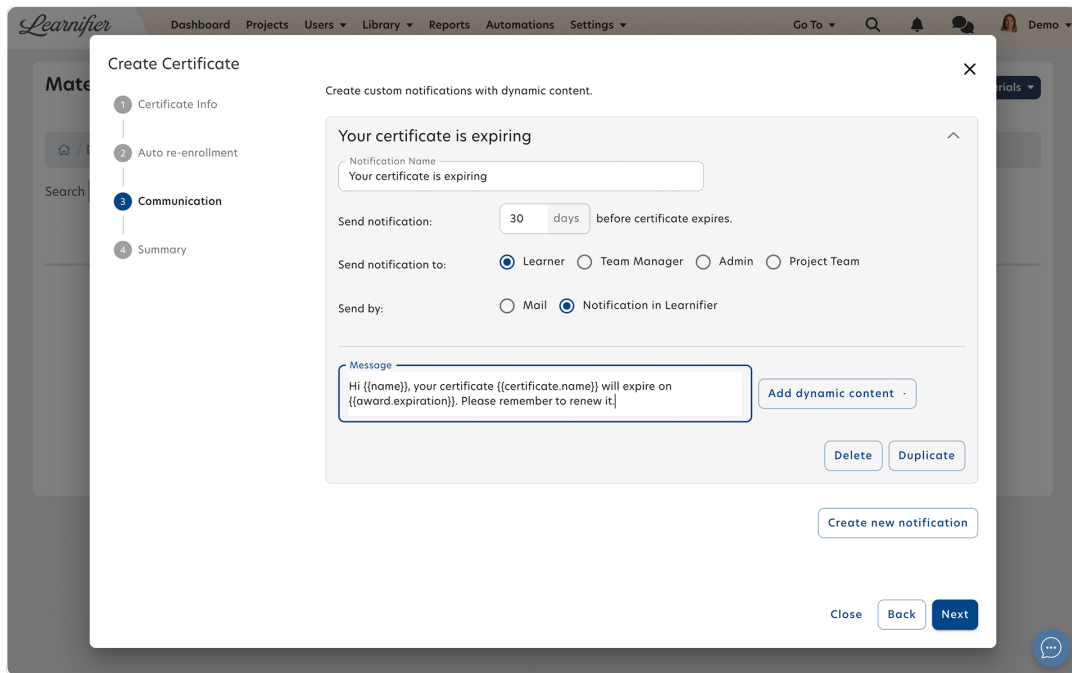 Learnifier Dashboard Projects Users Library Reports Automations Settings Go To Demo
Create Certificate
Mate
rials
1 Certificate Info
Create custom notifications with dynamic content.
Your certificate is expiring
2 Auto re-enrollment
Notification Name
Your certificate is expiring
Search
3 Communication
Send notification: 30 days before certificate expires.
4 Summary
Send notification to: Learner Team Manager Admin Project Team
Send by: Mail Notification in Learnifier
Message
Hi {{name}}, your certificate {{certificate.name}} will expire on
{{award.expiration}}. Please remember to renew it.
Add dynamic content
Delete Duplicate
Create new notification
Close Back Next